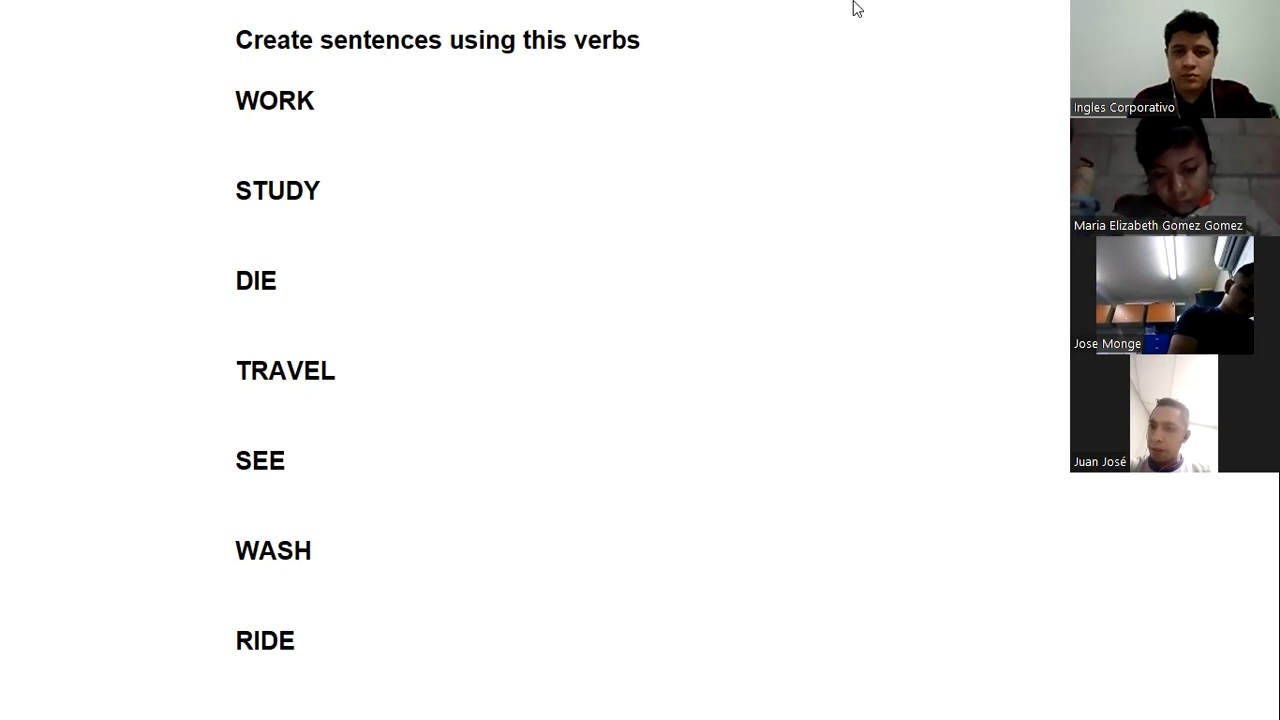 Create sentences using this verbs
WORK
STUDY
DIE
TRAVEL
SEE
WASH
RIDE
Ingles Corporativo
Maria Elizabeth Gomez Gomez
Jose Monge
Juan José